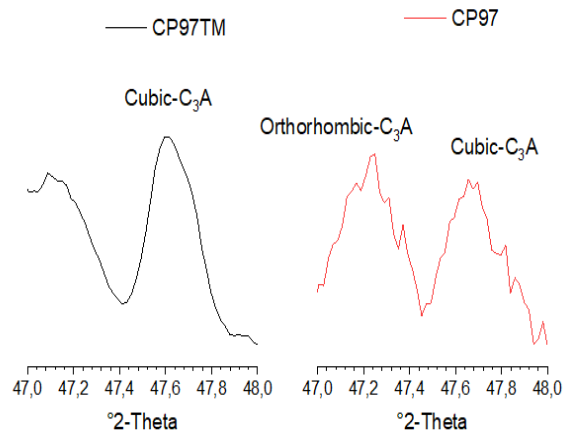 CP97TM
Cubic-C₃A
47,0 47,2 47,4 47,6 47,8 48,0
°2-Theta
CP97
Orthorhombic-C₃A
Cubic-C₃A
47,0 47,2 47,4 47,6 47,8 48,0
°2-Theta